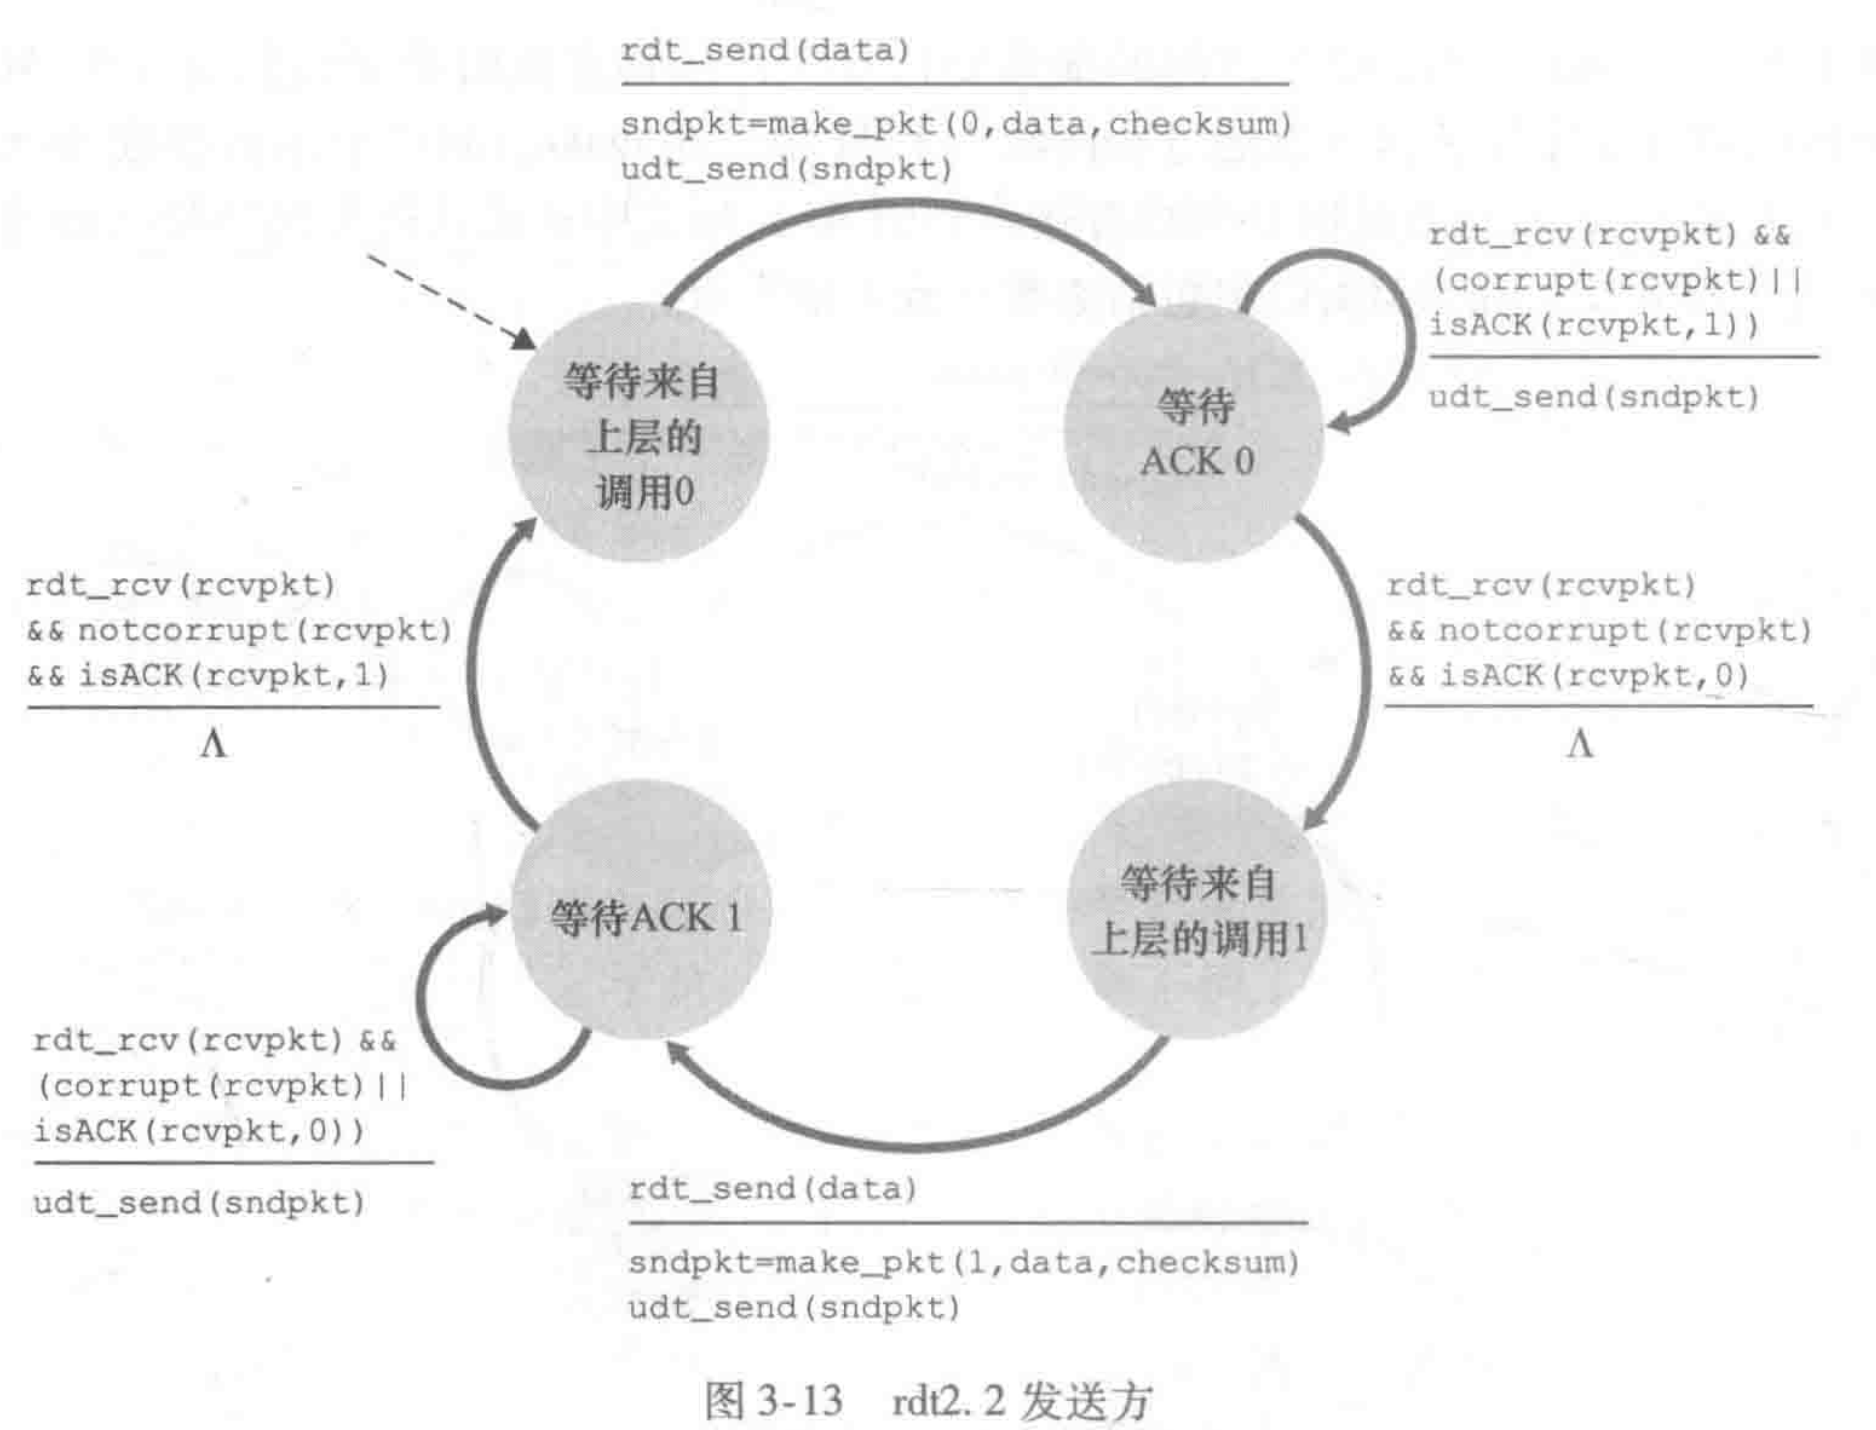 rdt_send(data)
sndpkt=make_pkt(0,data,checksum)
udt_send(sndpkt)
rdt_rcv(rcvpkt) &&
(corrupt(rcvpkt)||
isACK(rcvpkt,1))
udt_send(sndpkt)
等待来自
上层的
调用0
等待
ACK 0
rdt_rcv(rcvpkt)
&& notcorrupt(rcvpkt)
&& isACK(rcvpkt,1)
Λ
rdt_rcv(rcvpkt)
&& notcorrupt(rcvpkt)
&& isACK(rcvpkt,0)
Λ
等待ACK 1
等待来自
上层的调用1
rdt_rcv(rcvpkt) &&
(corrupt(rcvpkt)||
isACK(rcvpkt,0))
udt_send(sndpkt)
rdt_send(data)
sndpkt=make_pkt(1,data,checksum)
udt_send(sndpkt)
图 3-13 rdt2. 2 发送方